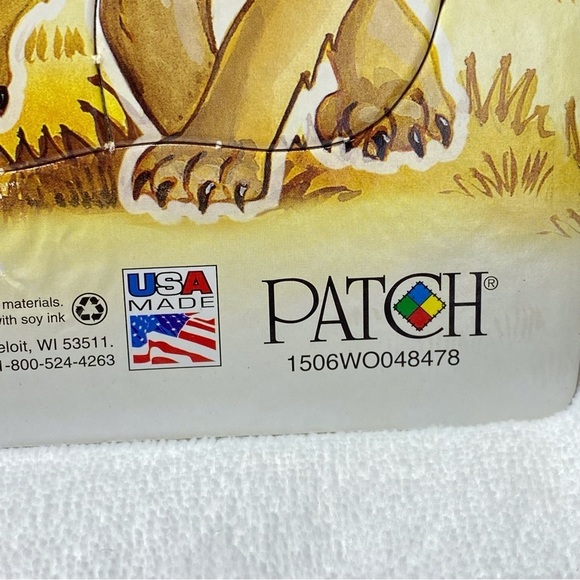 materials.
with soy ink
eloit, WI 53511.
1-800-524-4263
USA
MADE
PATCH®
1506WO048478